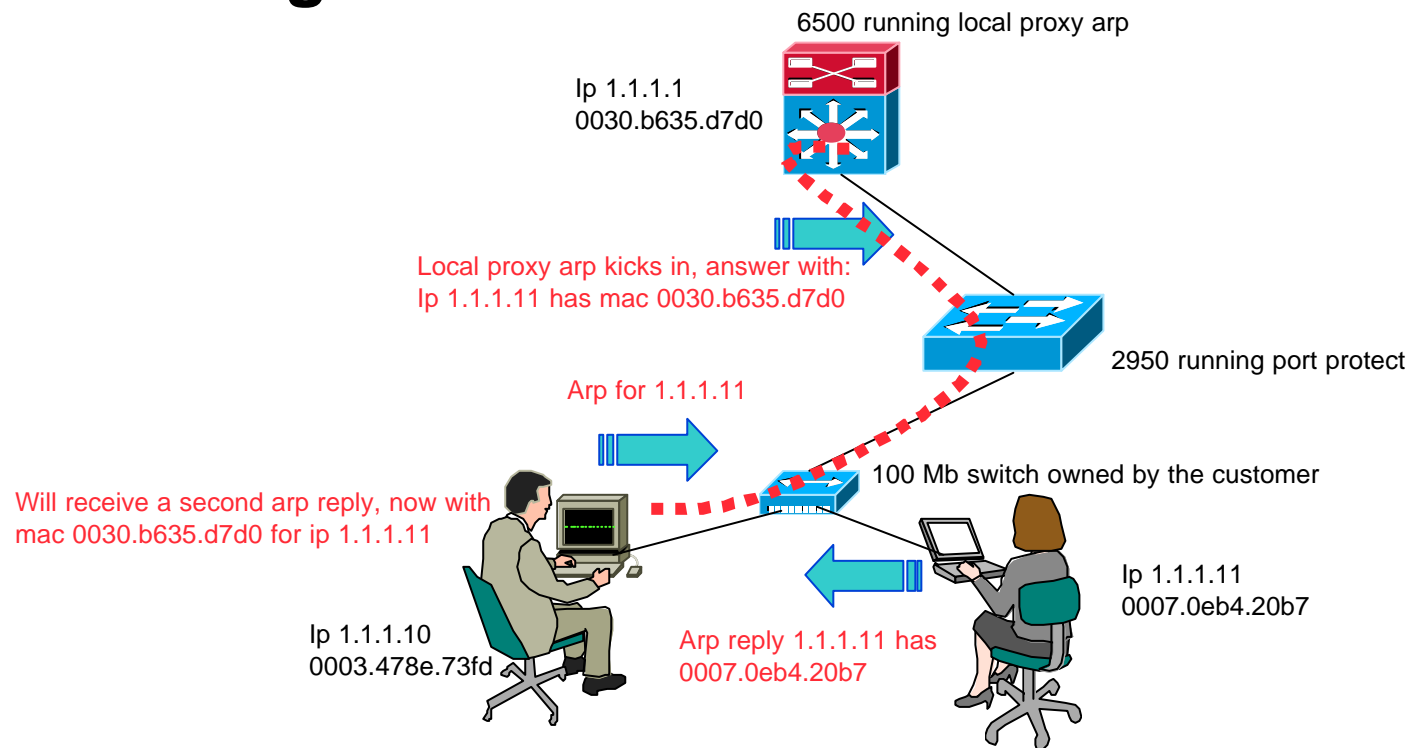 6500 running local proxy arp
Ip 1.1.1.1
0030.b635.d7d0
Local proxy arp kicks in, answer with:
Ip 1.1.1.11 has mac 0030.b635.d7d0
2950 running port protect
Arp for 1.1.1.11
100 Mb switch owned by the customer
Will receive a second arp reply, now with
mac 0030.b635.d7d0 for ip 1.1.1.11
Ip 1.1.1.11
0007.0eb4.20b7
Ip 1.1.1.10
0003.478e.73fd
Arp reply 1.1.1.11 has
0007.0eb4.20b7